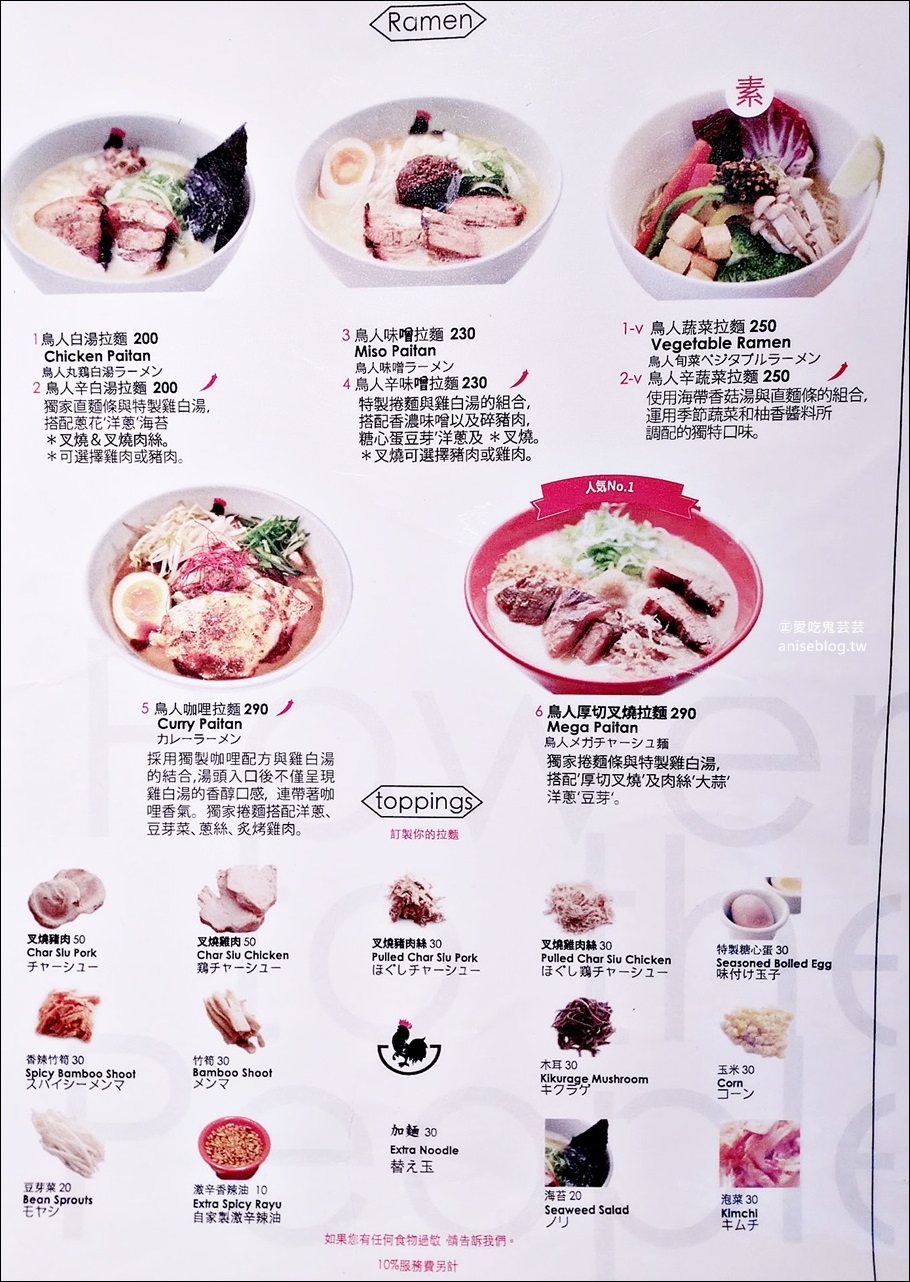 Ramen
素
1 鳥人白湯拉麵 200
Chicken Paitan
鳥人丸鶏白湯ラーメン
2 鳥人辛白湯拉麵 200
獨家直麵條與特製雞白湯,
搭配蔥花'洋蔥'海苔
＊叉燒＆叉燒肉絲。
＊可選擇雞肉或豬肉。
3 鳥人味噌拉麵 230
Miso Paitan
鳥人味噌ラーメン
4 鳥人辛味噌拉麵 230
特製捲麵與雞白湯的組合,
搭配香濃味噌以及碎豬肉,
糖心蛋豆芽'洋蔥及 ＊叉燒。
＊叉燒可選擇豬肉或雞肉。
1-v 鳥人蔬菜拉麵 250
Vegetable Ramen
鳥人旬菜ベジタブルラーメン
2-v 鳥人辛蔬菜拉麵 250
使用海帶香菇湯與直麵條的組合,
運用季節蔬菜和柚香醬料所
調配的獨特口味。
人気No.1
5 鳥人咖哩拉麵 290
Curry Paitan
カレーラーメン
採用獨製咖哩配方與雞白湯
的結合,湯頭入口後不僅呈現
雞白湯的香醇口感, 連帶著咖
哩香氣。獨家捲麵搭配洋蔥、
豆芽菜、蔥絲、炙烤雞肉。
6 鳥人厚切叉燒拉麵 290
Mega Paitan
鳥人メガチャーシュ麺
獨家捲麵條與特製雞白湯,
搭配'厚切叉燒'及肉絲'大蒜'
洋蔥'豆芽'。
愛吃鬼芸芸
aniseblog.tw
toppings
訂製你的拉麵
叉燒豬肉 50
Char Siu Pork
チャーシュー
叉燒雞肉 50
Char Siu Chicken
鶏チャーシュー
叉燒豬肉絲 30
Pulled Char Siu Pork
ほぐしチャーシュー
叉燒雞肉絲 30
Pulled Char Siu Chicken
ほぐし鶏チャーシュー
特製糖心蛋 30
Seasoned Boiled Egg
味付け玉子
香辣竹筍 30
Spicy Bamboo Shoot
スパイシーメンマ
竹筍 30
Bamboo Shoot
メンマ
木耳 30
Kikurage Mushroom
キクラゲ
玉米 30
Corn
コーン
豆芽菜 20
Bean Sprouts
モヤシ
激辛香辣油 10
Extra Spicy Rayu
自家製激辛辣油
加麵 30
Extra Noodle
替え玉
海苔 20
Seaweed Salad
ノリ
泡菜 30
Kimchi
キムチ
Power
to the
People
如果您有任何食物過敏,請告訴我們。
10%服務費另計